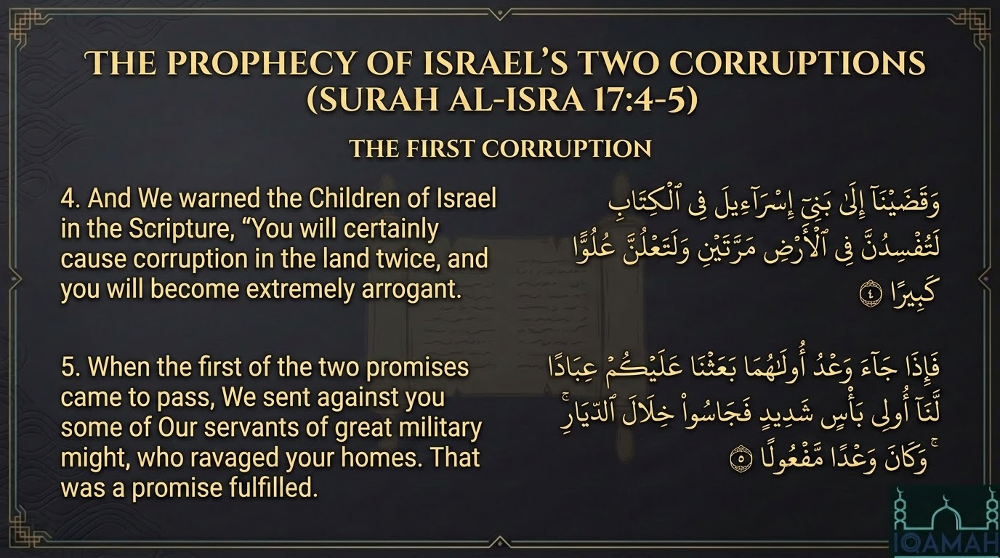 THE PROPHECY OF ISRAEL'S TWO CORRUPTIONS
(SURAH AL-ISRA 17:4-5)
THE FIRST CORRUPTION
4. And We warned the Children of Israel
in the Scripture, “You will certainly
cause corruption in the land twice, and
you will become extremely arrogant.
وَقَضَيْنَآ إِلَىٰ بَنِىٓ إِسْرَآءِيلَ فِى ٱلْكِتَابِ
لَتُفْسِدُنَّ فِى ٱلْأَرْضِ مَرَّتَيْنِ وَلَتَعْلُنَّ عُلُوًّا
كَبِيرًا ٤
5. When the first of the two promises
came to pass, We sent against you
some of Our servants of great military
might, who ravaged your homes. That
was a promise fulfilled.
فَإِذَا جَآءَ وَعْدُ أُولَىٰهُمَا بَعَثْنَا عَلَيْكُمْ عِبَادًا
لَّنَآ أُولِى بَأْسٍ شَدِيدٍ فَجَاسُوا۟ خِلَالَ ٱلدِّيَارِ ۚ
ۚ وَكَانَ وَعْدًا مَّفْعُولًا ٥
IQAMAH